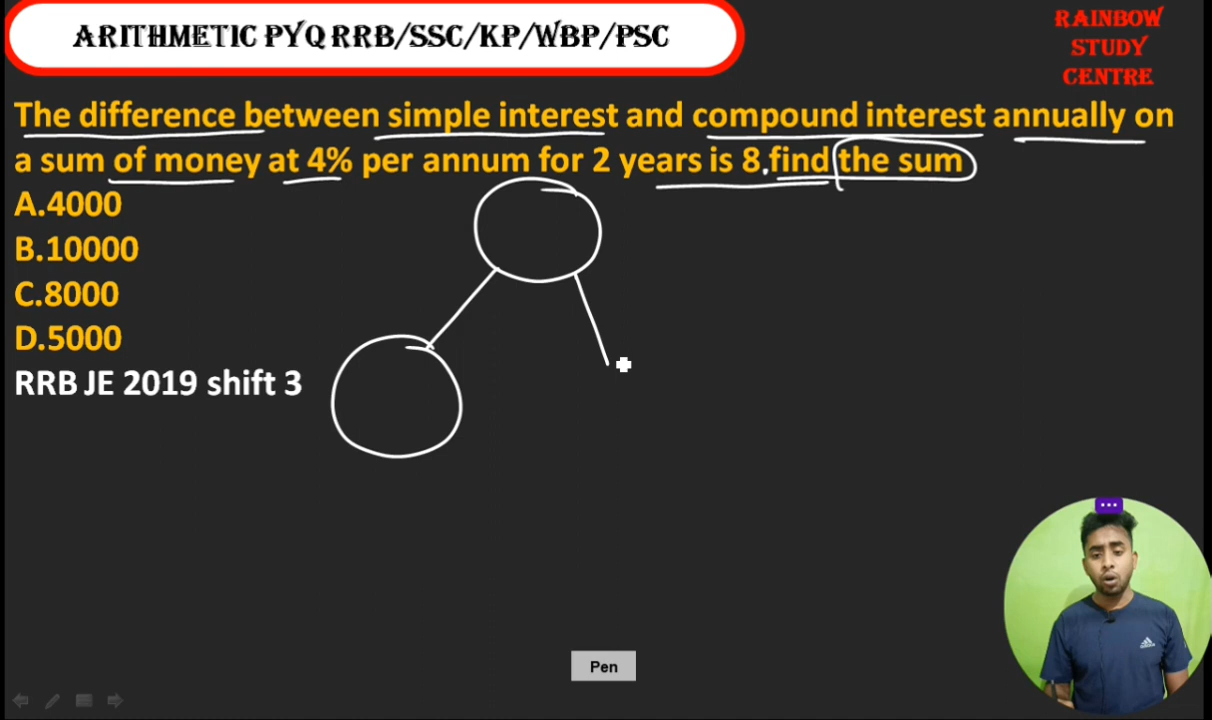 ARITHMETIC PYQ RRB/SSC/KP/WBP/PSC
RAINBOW
STUDY
CENTRE
The difference between simple interest and compound interest annually on
a sum of money at 4% per annum for 2 years is 8,find the sum
A.4000
B.10000
C.8000
D.5000
RRB JE 2019 shift 3
Pen